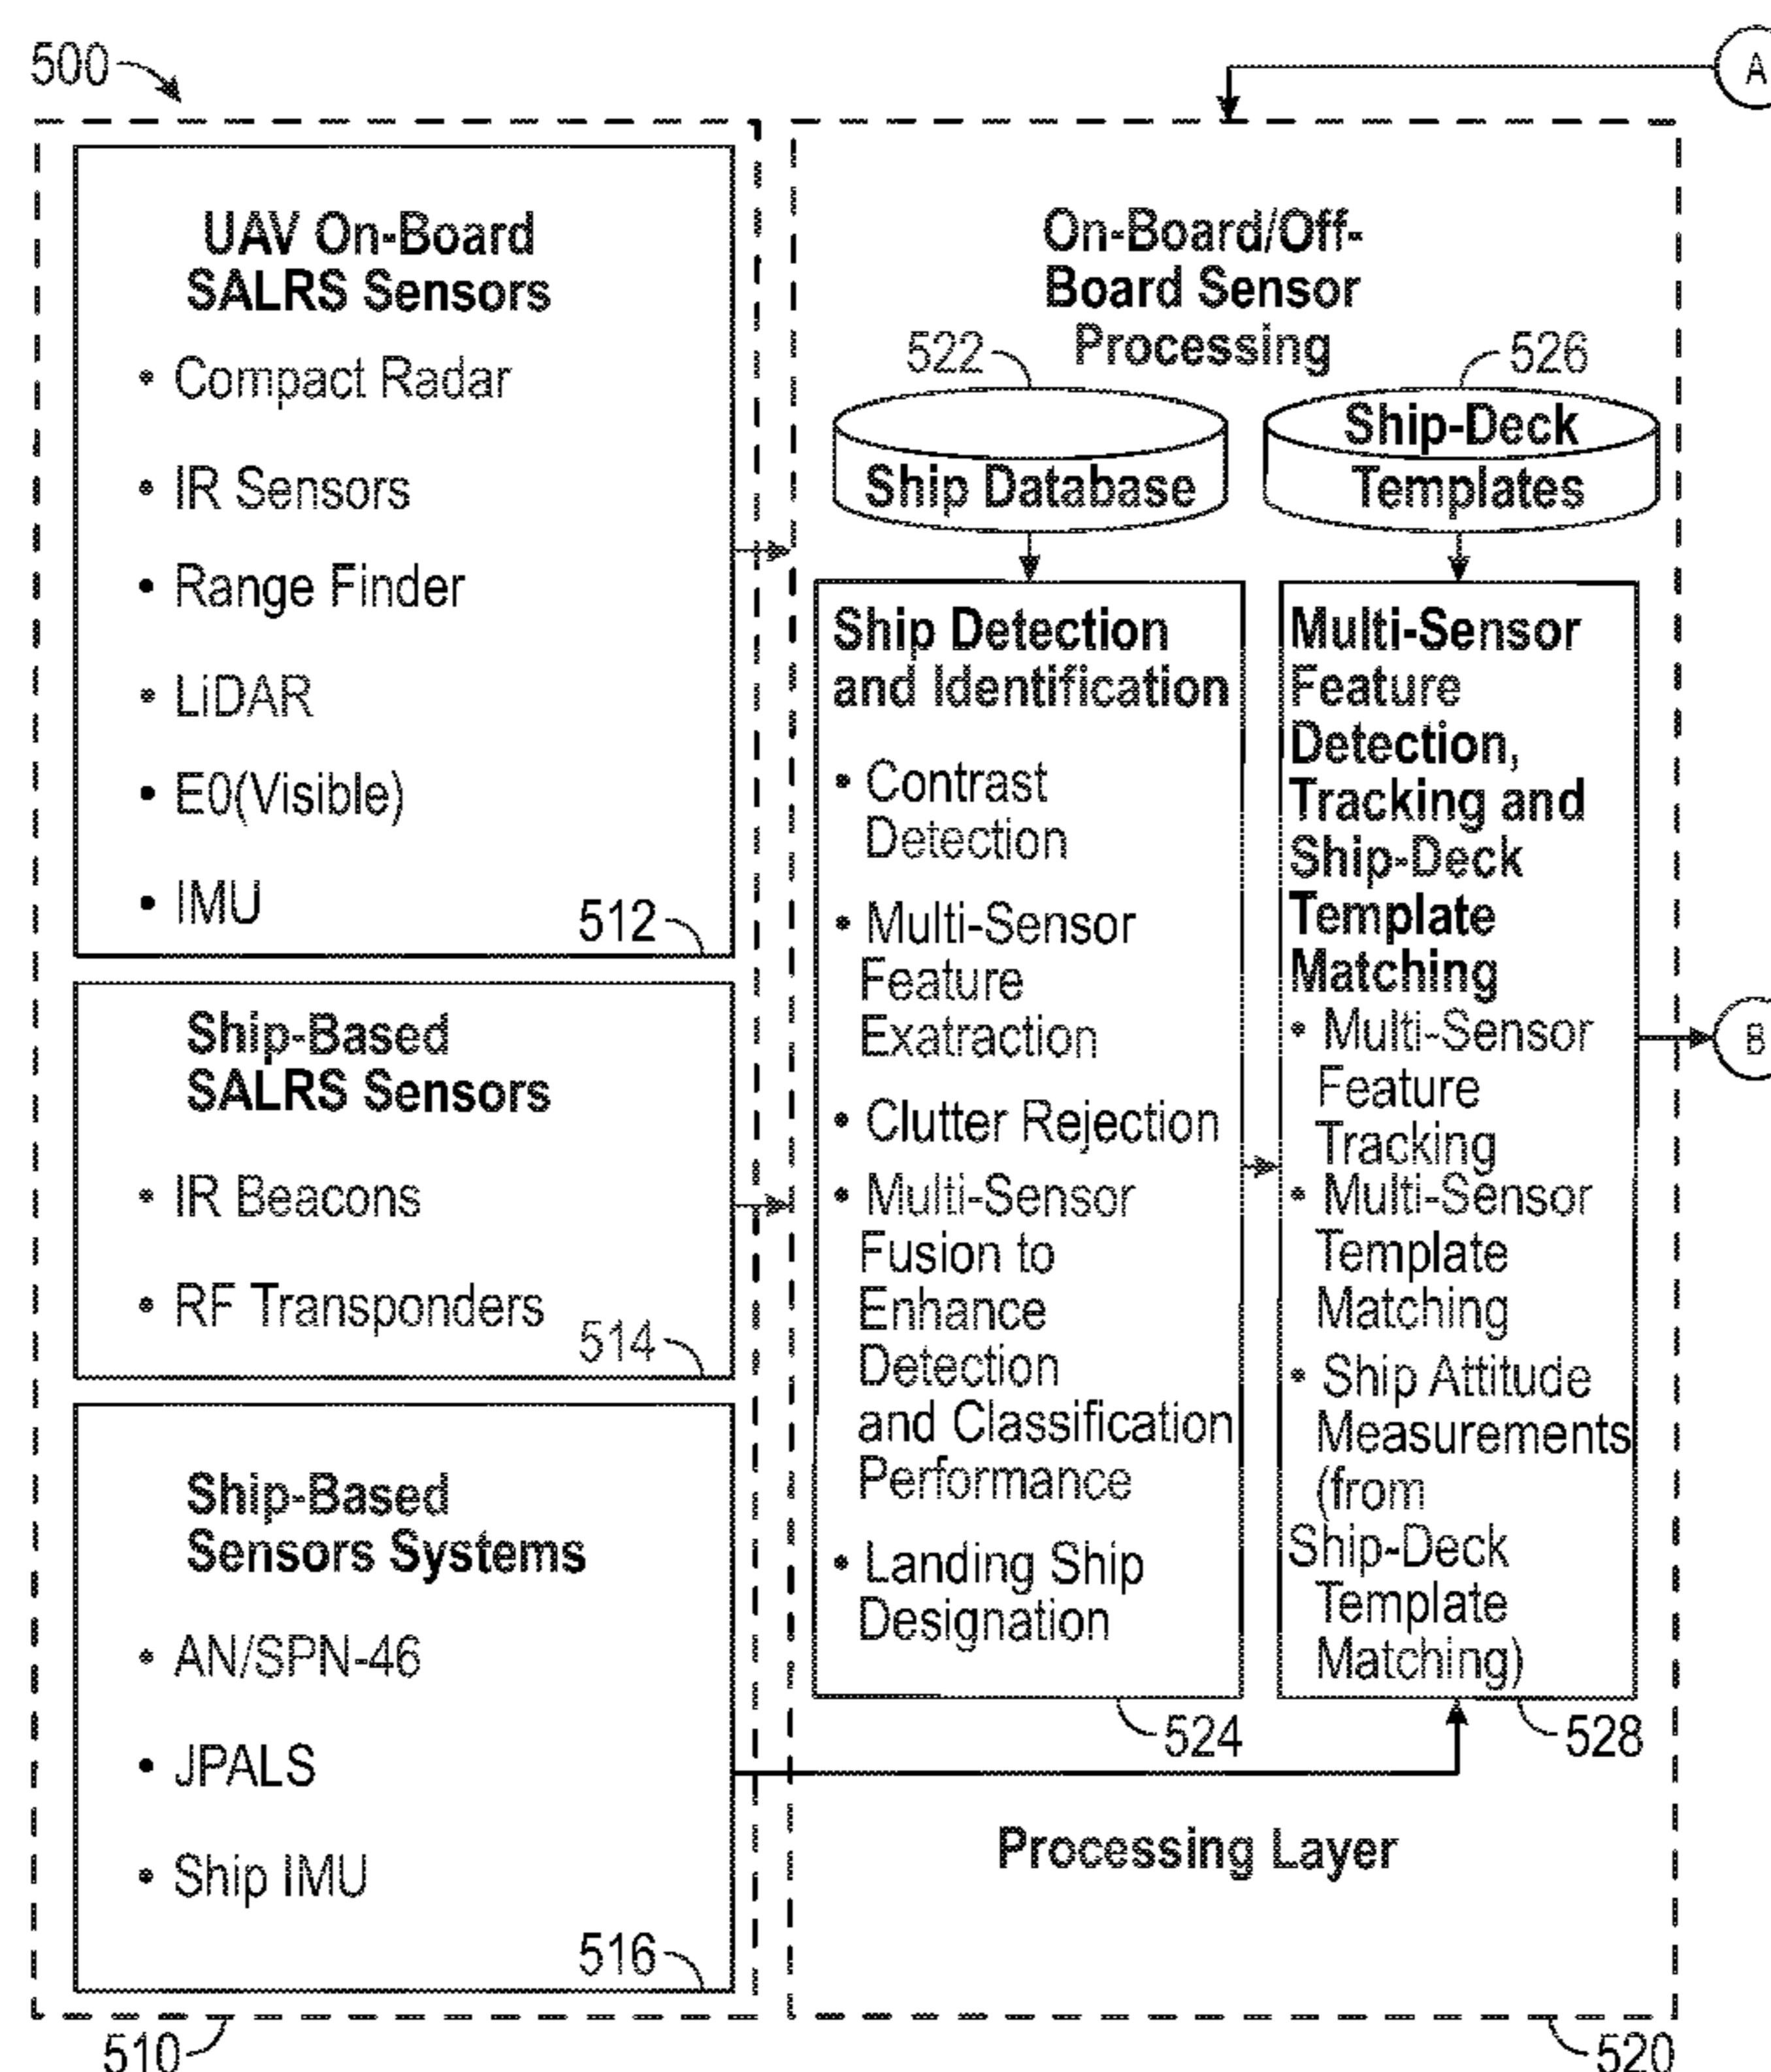 500
A
UAV On-Board
SALRS Sensors
• Compact Radar
• IR Sensors
• Range Finder
• LiDAR
• E0(Visible)
• IMU
512
Ship-Based
SALRS Sensors
• IR Beacons
• RF Transponders
514
Ship-Based
Sensors Systems
• AN/SPN-46
• JPALS
• Ship IMU
516
510
On-Board/Off-
Board Sensor
Processing
522
526
Ship Database
Ship-Deck
Templates
Ship Detection
and Identification
• Contrast
Detection
• Multi-Sensor
Feature
Exatraction
• Clutter Rejection
• Multi-Sensor
Fusion to
Enhance
Detection
and Classification
Performance
• Landing Ship
Designation
524
Multi-Sensor
Feature
Detection,
Tracking and
Ship-Deck
Template
Matching
• Multi-Sensor
Feature
Tracking
• Multi-Sensor
Template
Matching
• Ship Attitude
Measurements
(from
Ship-Deck
Template
Matching)
528
B
Processing Layer
520